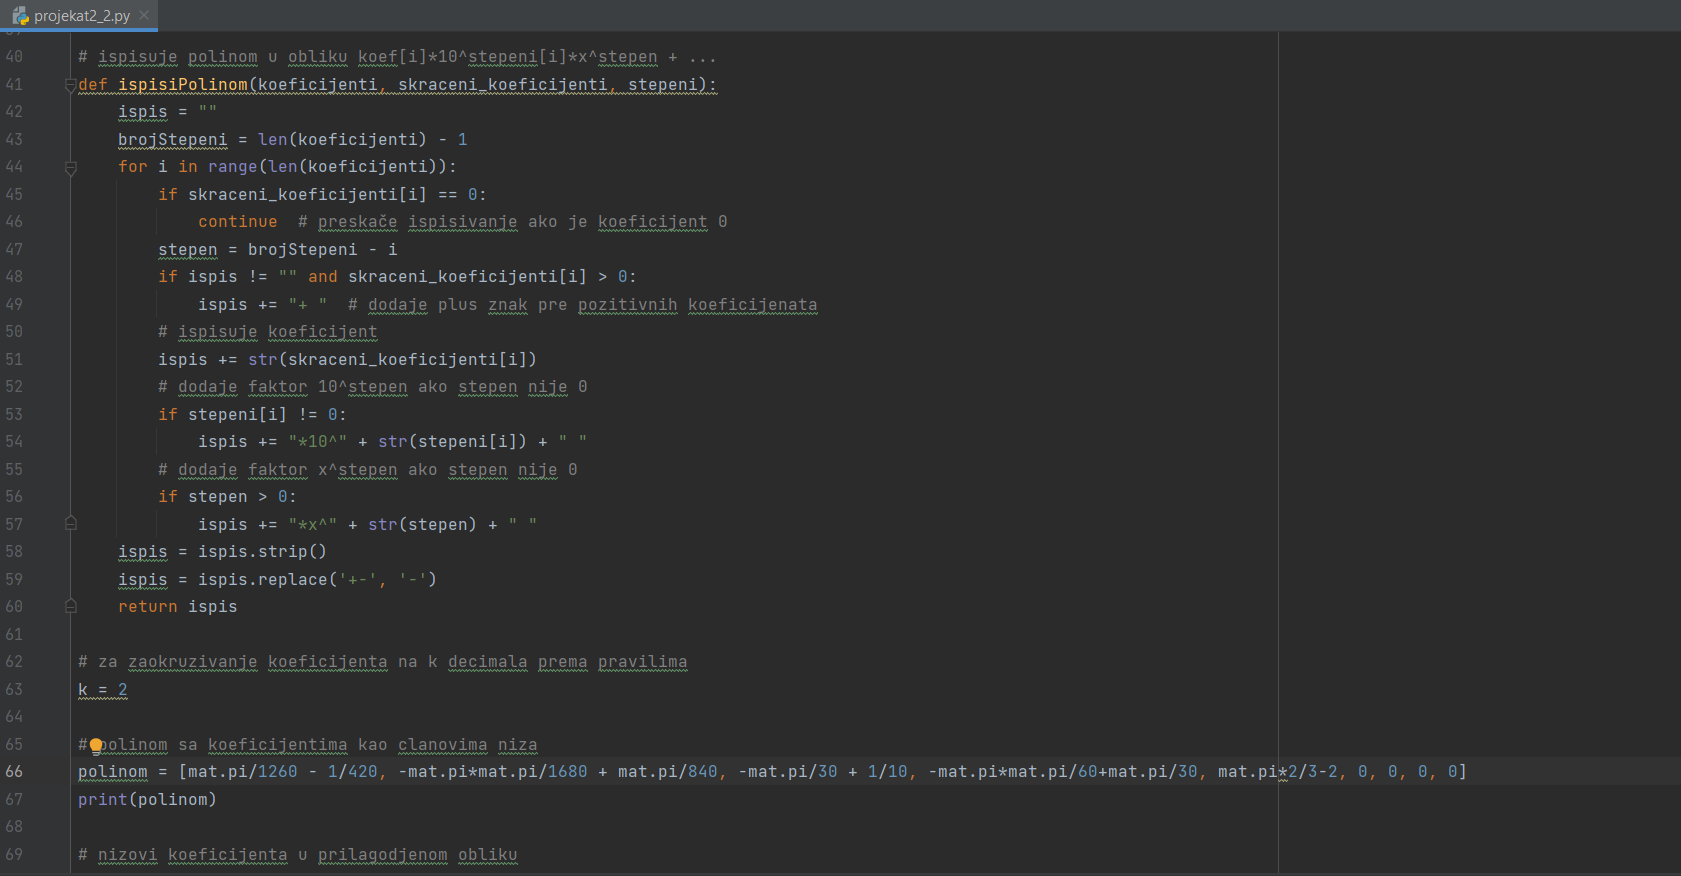 projekat2_2.py
40 # ispisuje polinom u obliku koef[i]*10^stepeni[i]*x^stepen + ...
41 def ispisiPolinom(koeficijenti, skraceni_koeficijenti, stepeni):
42     ispis = ""
43     brojStepeni = len(koeficijenti) - 1
44     for i in range(len(koeficijenti)):
45         if skraceni_koeficijenti[i] == 0:
46             continue  # preskače ispisivanje ako je koeficijent 0
47         stepen = brojStepeni - i
48         if ispis != "" and skraceni_koeficijenti[i] > 0:
49             ispis += "+ "  # dodaje plus znak pre pozitivnih koeficijenata
50         # ispisuje koeficijent
51         ispis += str(skraceni_koeficijenti[i])
52         # dodaje faktor 10^stepen ako stepen nije 0
53         if stepeni[i] != 0:
54             ispis += "*10^" + str(stepeni[i]) + " "
55         # dodaje faktor x^stepen ako stepen nije 0
56         if stepen > 0:
57             ispis += "*x^" + str(stepen) + " "
58     ispis = ispis.strip()
59     ispis = ispis.replace('+-', '-')
60     return ispis
61
62 # za zaokruzivanje koeficijenta na k decimala prema pravilima
63 k = 2
64
65 # polinom sa koeficijentima kao clanovima niza
66 polinom = [mat.pi/1260 - 1/420, -mat.pi*mat.pi/1680 + mat.pi/840, -mat.pi/30 + 1/10, -mat.pi*mat.pi/60+mat.pi/30, mat.pi*2/3-2, 0, 0, 0, 0]
67 print(polinom)
68
69 # nizovi koeficijenta u prilagodjenom obliku